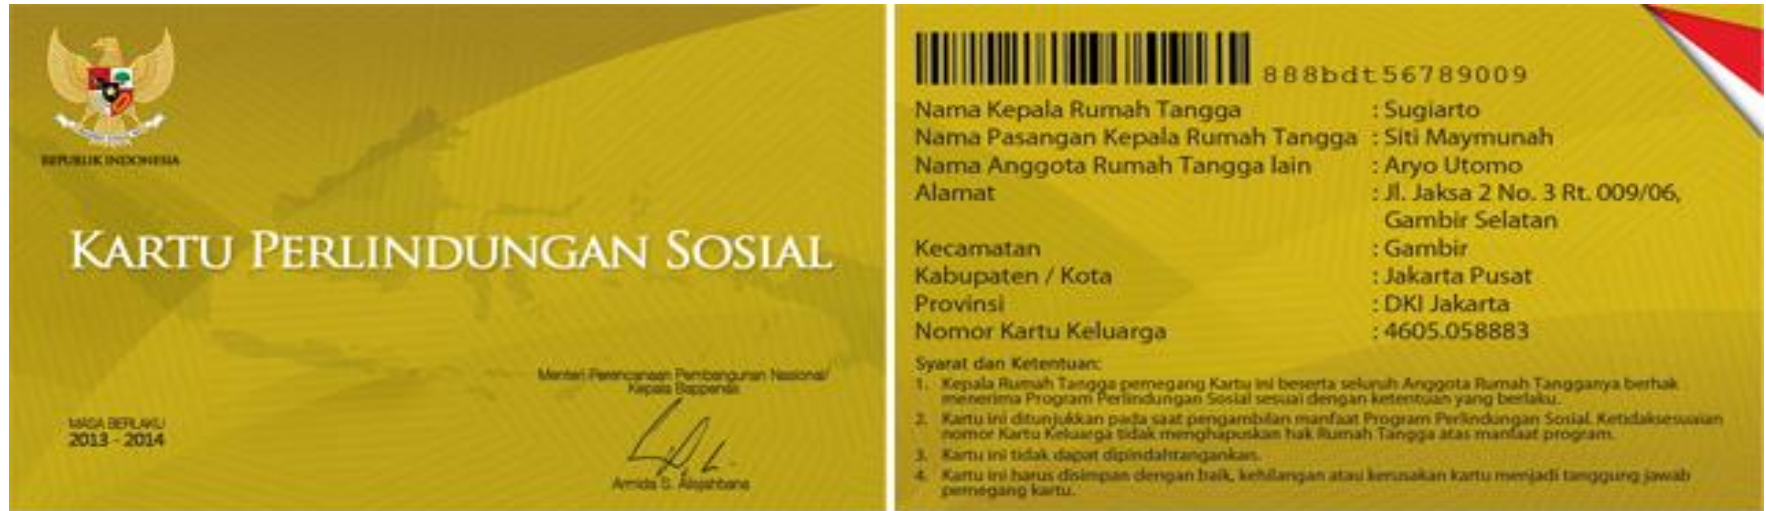 REPUBLIK INDONESIA
KARTU PERLINDUNGAN SOSIAL
Menteri Perencanaan Pembangunan Nasional/
Kepala Bappenas
MASA BERLAKU
2013 - 2014
Armida S. Alisjahbana
888bdt56789009
Nama Kepala Rumah Tangga : Sugiarto
Nama Pasangan Kepala Rumah Tangga : Siti Maymunah
Nama Anggota Rumah Tangga lain : Aryo Utomo
Alamat : Jl. Jaksa 2 No. 3 Rt. 009/06,
Gambir Selatan
Kecamatan : Gambir
Kabupaten / Kota : Jakarta Pusat
Provinsi : DKI Jakarta
Nomor Kartu Keluarga : 4605.058883
Syarat dan Ketentuan:
1. Kepala Rumah Tangga pemegang Kartu ini beserta seluruh Anggota Rumah Tangganya berhak
menerima Program Perlindungan Sosial sesuai dengan ketentuan yang berlaku.
2. Kartu ini ditunjukkan pada saat pengambilan manfaat Program Perlindungan Sosial. Ketidaksesuaian
nomor Kartu Keluarga tidak menghapuskan hak Rumah Tangga atas manfaat program.
3. Kartu ini tidak dapat dipindahtangankan.
4. Kartu ini harus disimpan dengan baik, kehilangan atau kerusakan kartu menjadi tanggung jawab
pemegang kartu.